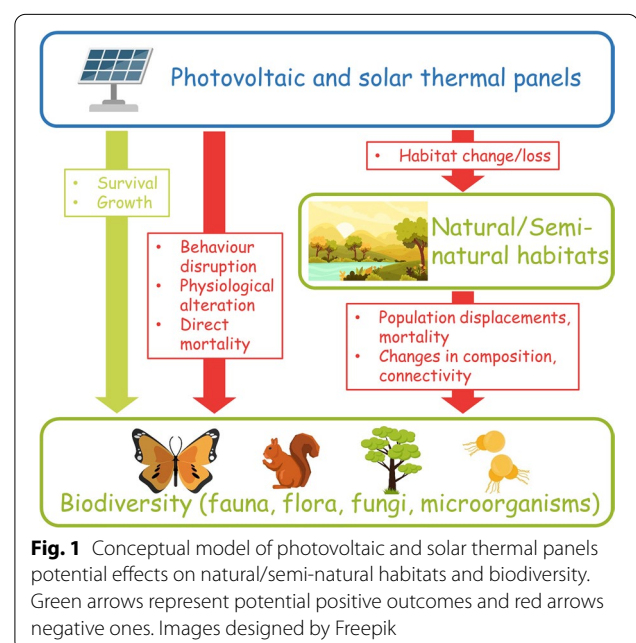 Photovoltaic and solar thermal panels
• Survival
• Growth
• Behaviour
disruption
• Physiological
alteration
• Direct
mortality
• Habitat change/loss
Natural/Semi-
natural habitats
• Population displacements,
mortality
• Changes in composition,
connectivity
Biodiversity (fauna, flora, fungi, microorganisms)
Fig. 1 Conceptual model of photovoltaic and solar thermal panels
potential effects on natural/semi-natural habitats and biodiversity.
Green arrows represent potential positive outcomes and red arrows
negative ones. Images designed by Freepik